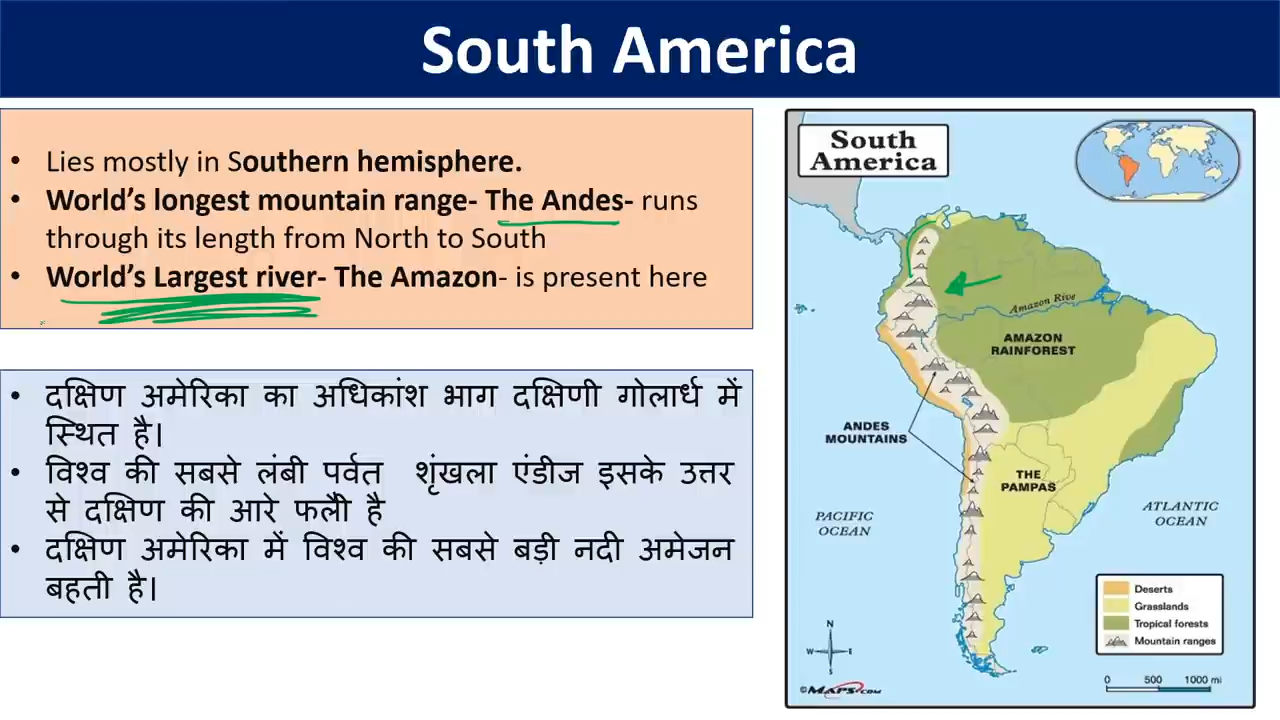 South America
• Lies mostly in Southern hemisphere.
• World's longest mountain range- The Andes- runs
through its length from North to South
• World's Largest river- The Amazon- is present here
• दक्षिण अमेरिका का अधिकांश भाग दक्षिणी गोलार्ध में
स्थित है।
• विश्व की सबसे लंबी पर्वत शृंखला एंडीज इसके उत्तर
से दक्षिण की आरे फलैी है
• दक्षिण अमेरिका में विश्व की सबसे बड़ी नदी अमेजन
बहती है।
South
America
Amazon Rive
AMAZON
RAINFOREST
ANDES
MOUNTAINS
THE
PAMPAS
PACIFIC
OCEAN
ATLANTIC
OCEAN
Deserts
Grasslands
Tropical forests
Mountain ranges
N
W E
S
©MAPS.COM
0 500 1000 mi